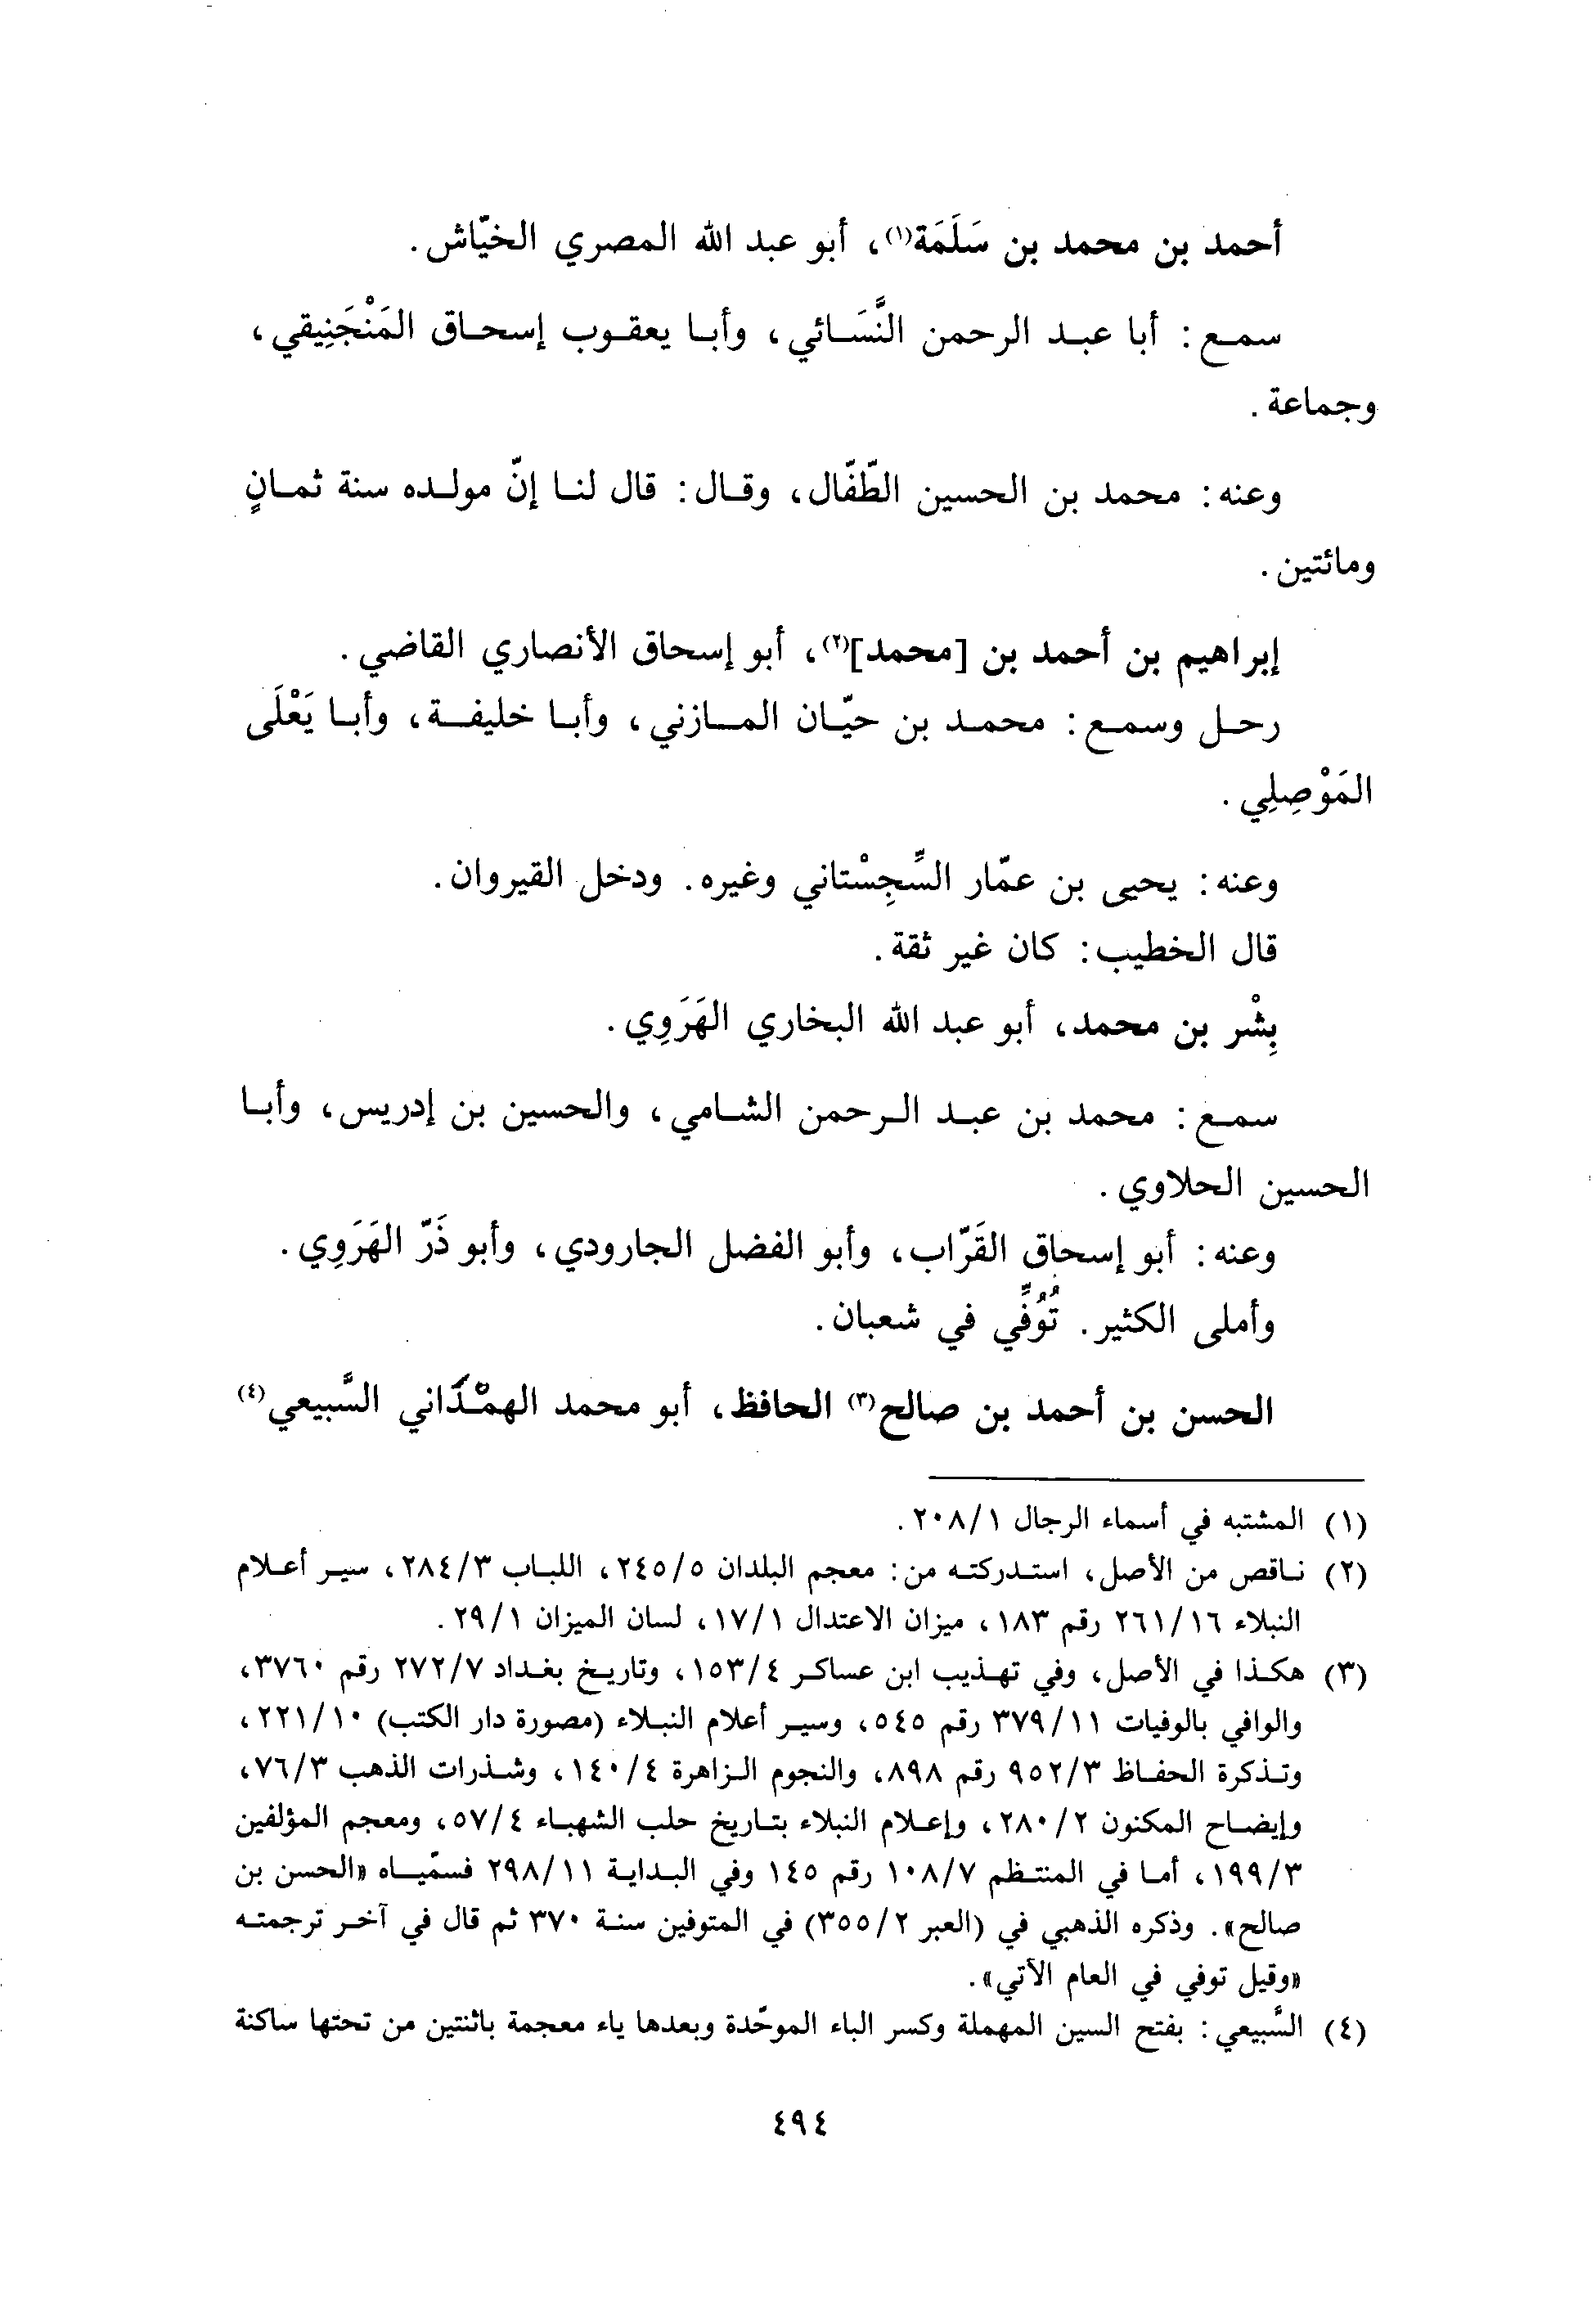 أحمد بن محمد بن سَلَمَة(١)، أبو عبد الله المصري الخيّاش.
سمع: أبا عبد الرحمن النَّسَائي، وأبا يعقوب إسحاق المَنْجَنِيقي،
وجماعة.
وعنه: محمد بن الحسين الطّفّال، وقال: قال لنا إنّ مولده سنة ثمانٍ
ومائتين.
إبراهيم بن أحمد بن [محمد](٢)، أبو إسحاق الأنصاري القاضي.
رحل وسمع: محمد بن حيّان المازني، وأبا خليفة، وأبا يَعْلَى
المَوْصِلِي.
وعنه: يحيى بن عمّار السِّجِسْتاني وغيره. ودخل القيروان.
قال الخطيب: كان غير ثقة.
بِشْر بن محمد، أبو عبد الله البخاري الهَرَوِي.
سمع: محمد بن عبد الرحمن الشامي، والحسين بن إدريس، وأبا
الحسين الحلاوي.
وعنه: أبو إسحاق القَرّاب، وأبو الفضل الجارودي، وأبو ذَرّ الهَرَوِي.
وأملى الكثير. تُوُفِّي في شعبان.
الحسن بن أحمد بن صالح(٣) الحافظ، أبو محمد الهمْدَاني السَّبيعي(٤)
(١) المشتبه في أسماء الرجال ٢٠٨/١.
(٢) ناقص من الأصل، استدركته من: معجم البلدان ٢٤٥/٥، اللباب ٢٨٤/٣، سير أعلام
النبلاء ٢٦١/١٦ رقم ١٨٣، ميزان الاعتدال ١٧/١، لسان الميزان ٢٩/١.
(٣) هكذا في الأصل، وفي تهذيب ابن عساكر ١٥٣/٤، وتاريخ بغداد ٢٧٢/٧ رقم ٣٧٦٠،
والوافي بالوفيات ٣٧٩/١١ رقم ٥٤٥، وسير أعلام النبلاء (مصورة دار الكتب) ٢٢١/١٠،
وتذكرة الحفاظ ٩٥٢/٣ رقم ٨٩٨، والنجوم الزاهرة ١٤٠/٤، وشذرات الذهب ٧٦/٣،
وإيضاح المكنون ٢٨٠/٢، وإعلام النبلاء بتاريخ حلب الشهباء ٥٧/٤، ومعجم المؤلفين
١٩٩/٣، أما في المنتظم ١٠٨/٧ رقم ١٤٥ وفي البداية ٢٩٨/١١ فسمّياه «الحسن بن
صالح». وذكره الذهبي في (العبر ٣٥٥/٢) في المتوفين سنة ٣٧٠ ثم قال في آخر ترجمته
«وقيل توفي في العام الآتي».
(٤) السَّبيعي: بفتح السين المهملة وكسر الباء الموحّدة وبعدها ياء معجمة باثنتين من تحتها ساكنة
٤٩٤